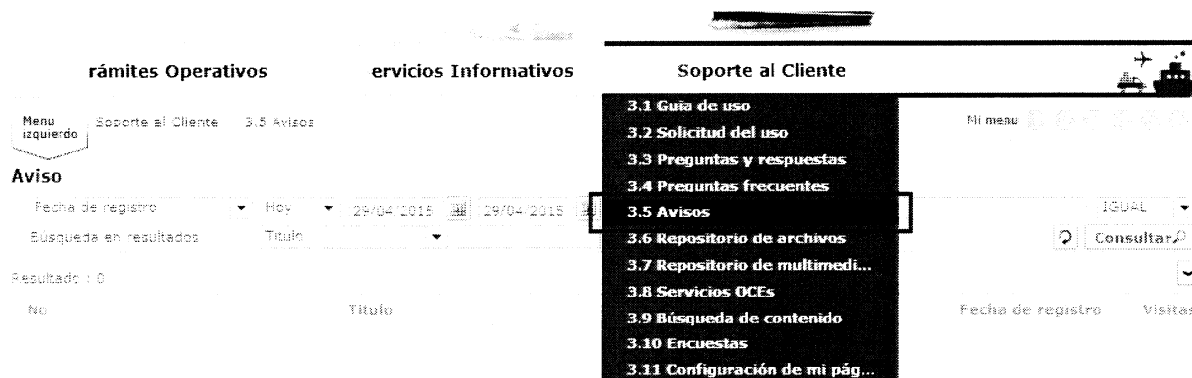 rámites Operativos ervicios Informativos Soporte al Cliente
Menu izquierdo
Soporte al Cliente 3.5 Avisos
Mi menu
3.1 Guia de uso
3.2 Solicitud del uso
3.3 Preguntas y respuestas
3.4 Preguntas frecuentes
3.5 Avisos
3.6 Repositorio de archivos
3.7 Repositorio de multimedi...
3.8 Servicios OCEs
3.9 Búsqueda de contenido
3.10 Encuestas
3.11 Configuración de mi pág...
Aviso
Fecha de registro Hoy 29/04/2015 29/04/2015 IGUAL
Búsqueda en resultados Titulo Consultar
Resultado : 0
No Titulo Fecha de registro Visitas